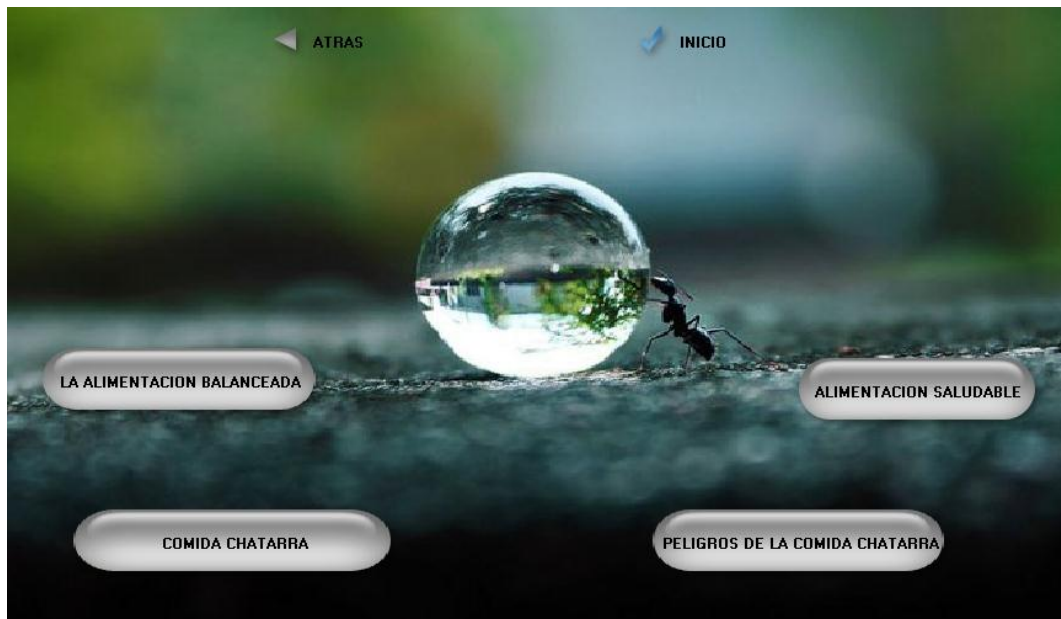 ATRAS
INICIO
LA ALIMENTACION BALANCEADA
ALIMENTACION SALUDABLE
COMIDA CHATARRA
PELIGROS DE LA COMIDA CHATARRA